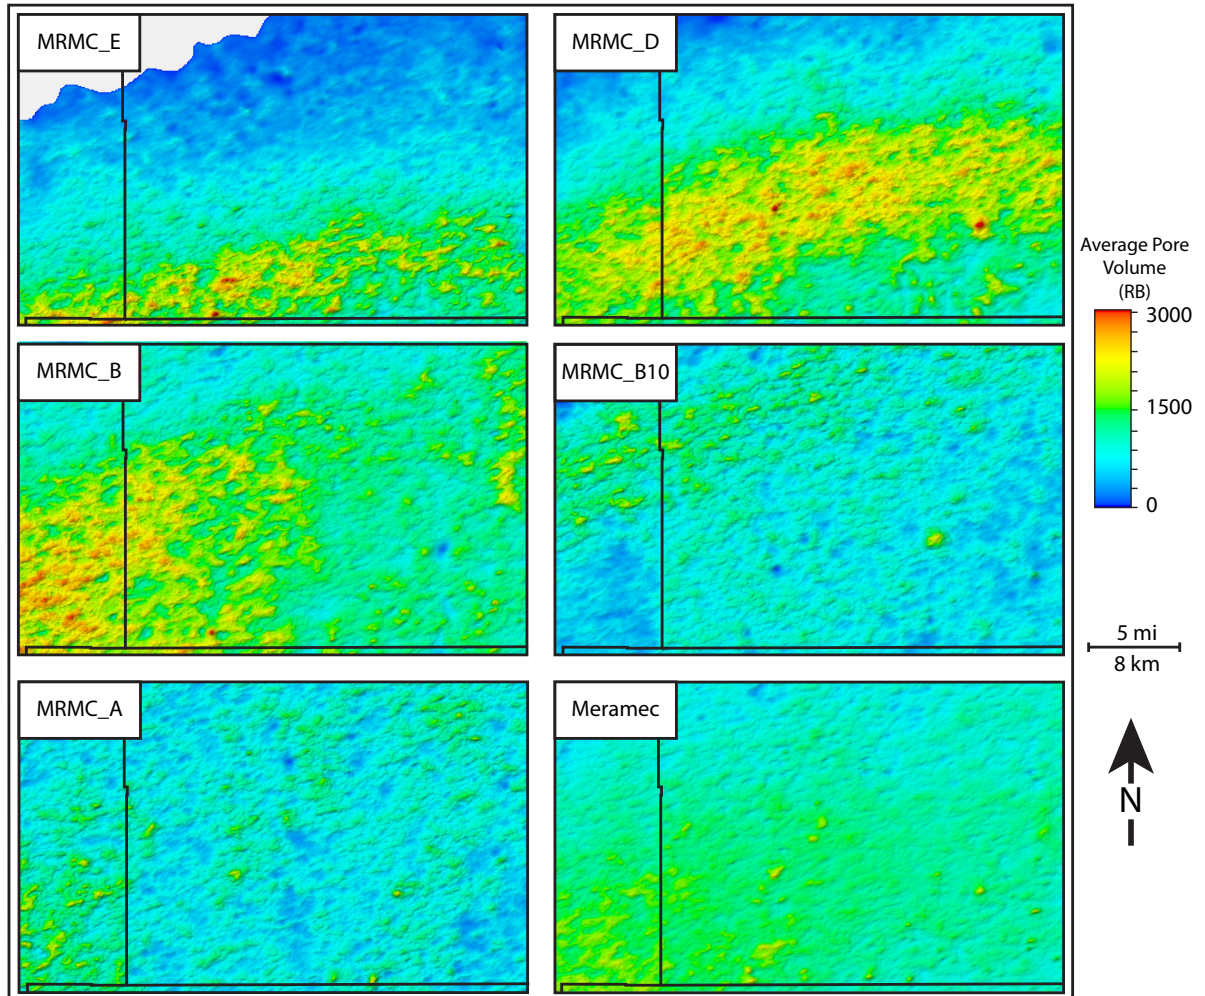 MRMC_E
MRMC_D
MRMC_B
MRMC_B10
MRMC_A
Meramec
Average Pore
Volume
(RB)
3000
1500
0
5 mi
8 km
N